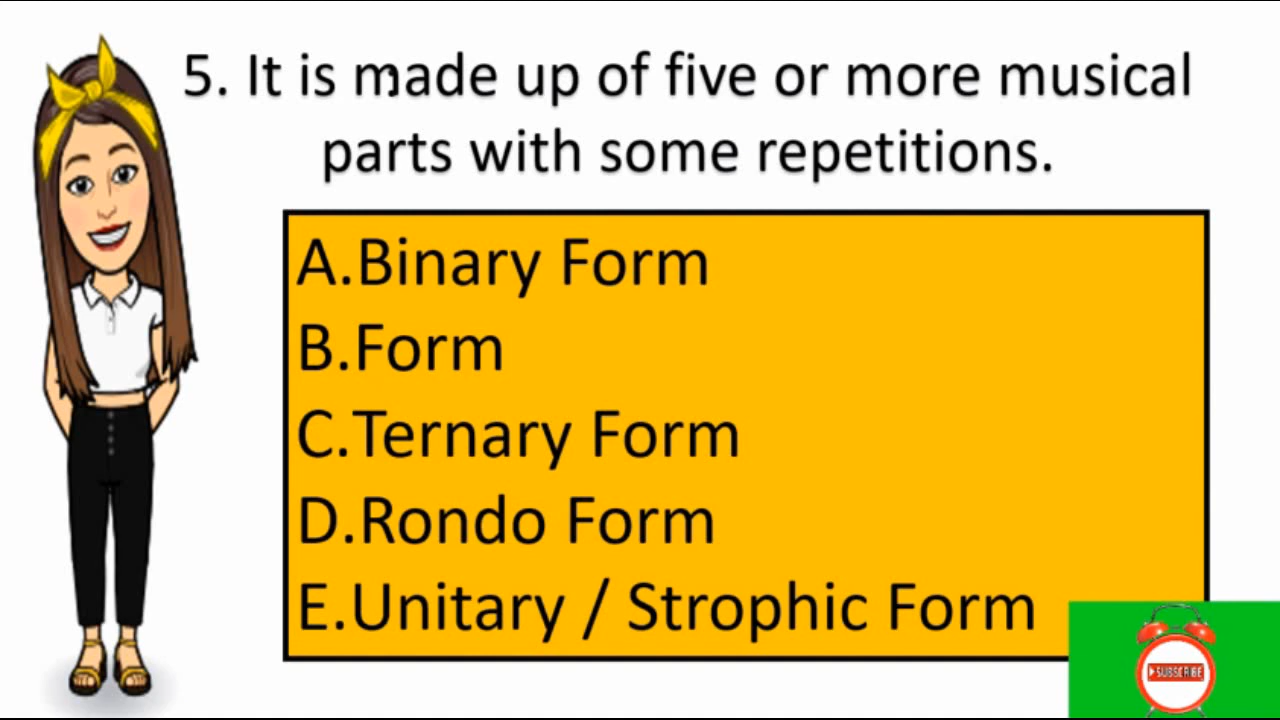 5. It is made up of five or more musical
parts with some repetitions.
A.Binary Form
B.Form
C.Ternary Form
D.Rondo Form
E.Unitary / Strophic Form
SUBSCRIBE